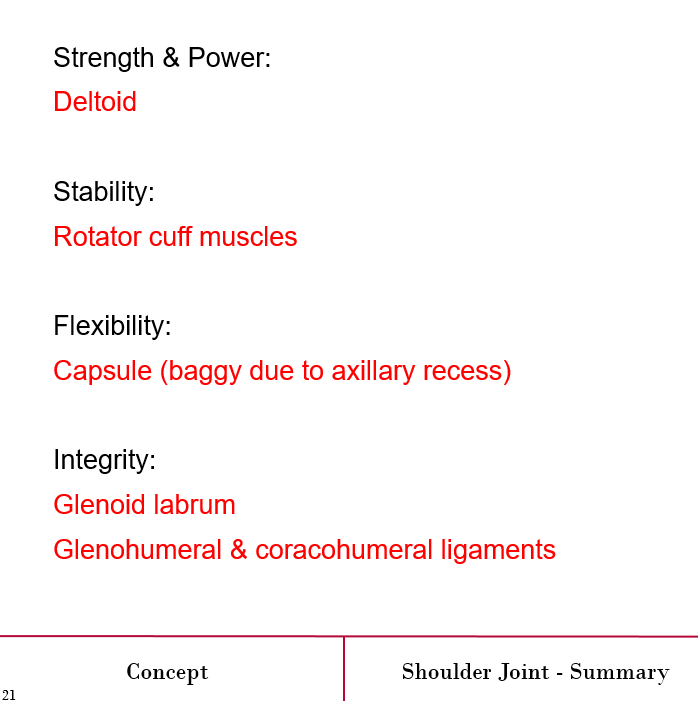 Strength & Power:
Deltoid
Stability:
Rotator cuff muscles
Flexibility:
Capsule (baggy due to axillary recess)
Integrity:
Glenoid labrum
Glenohumeral & coracohumeral ligaments
Concept
Shoulder Joint - Summary
21